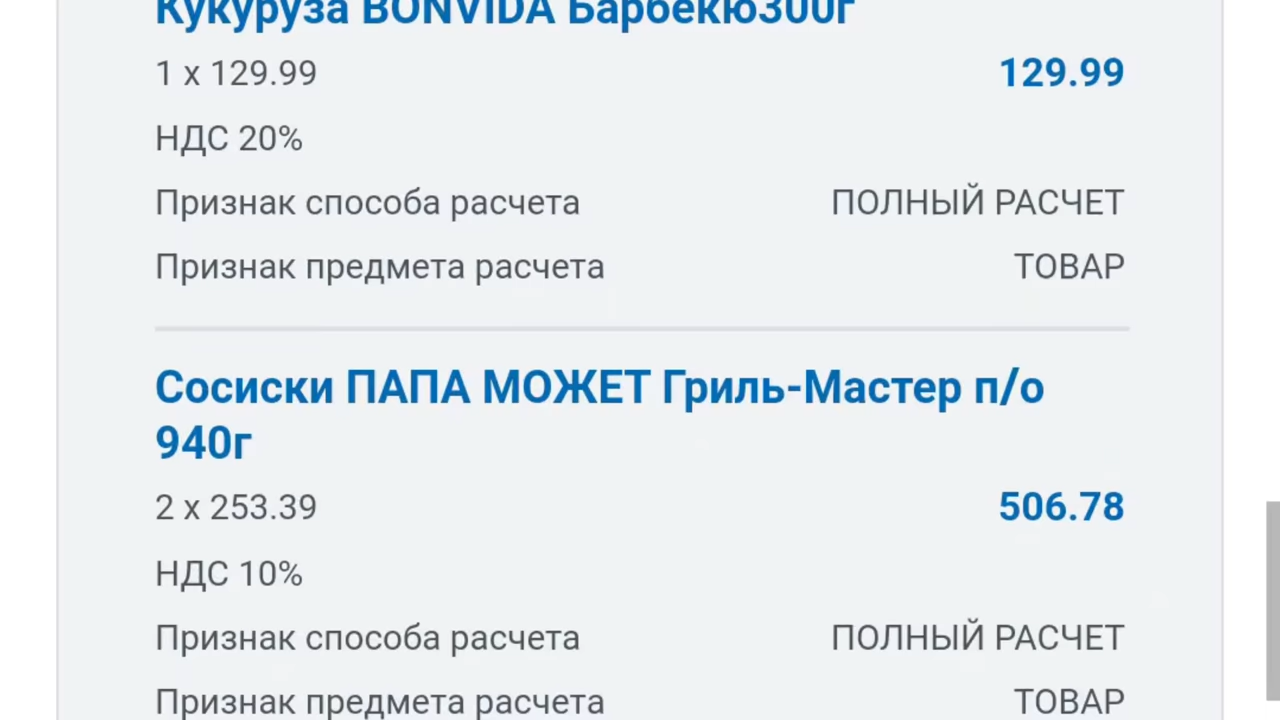 Кукуруза BONVIDA Барбекю300г
1 x 129.99 129.99
НДС 20%
Признак способа расчета ПОЛНЫЙ РАСЧЕТ
Признак предмета расчета ТОВАР
Сосиски ПАПА МОЖЕТ Гриль-Мастер п/о
940г
2 x 253.39 506.78
НДС 10%
Признак способа расчета ПОЛНЫЙ РАСЧЕТ
Признак предмета расчета ТОВАР